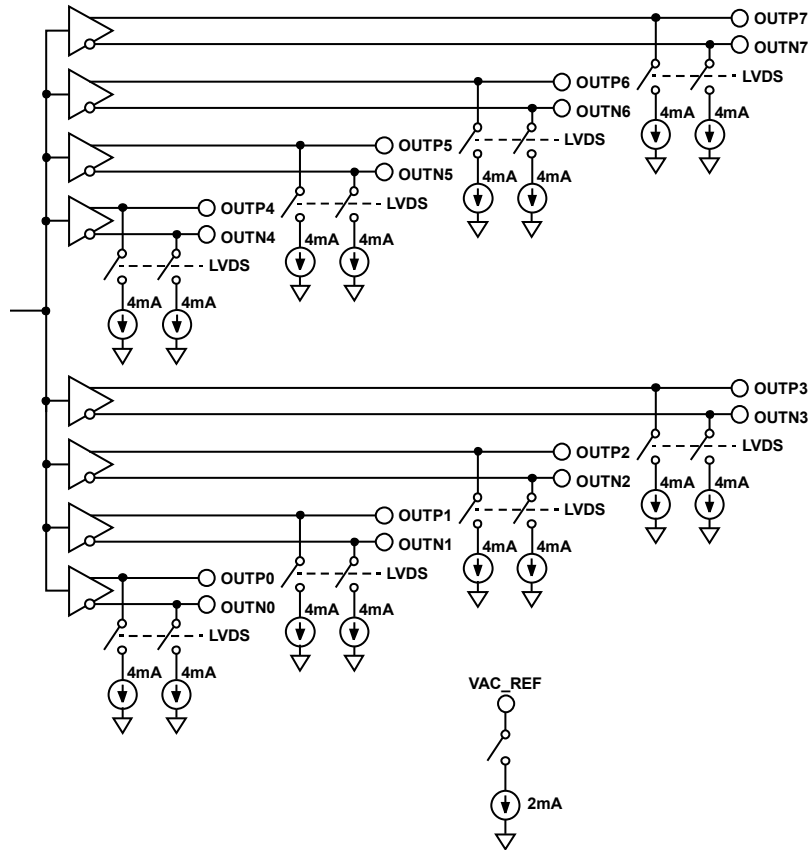 OUTP7
OUTN7
LVDS
4mA 4mA
OUTP6
OUTN6
LVDS
4mA 4mA
OUTP5
OUTN5
LVDS
4mA 4mA
OUTP4
OUTN4
LVDS
4mA 4mA
OUTP3
OUTN3
LVDS
4mA 4mA
OUTP2
OUTN2
LVDS
4mA 4mA
OUTP1
OUTN1
LVDS
4mA 4mA
OUTP0
OUTN0
LVDS
4mA 4mA
VAC_REF
2mA